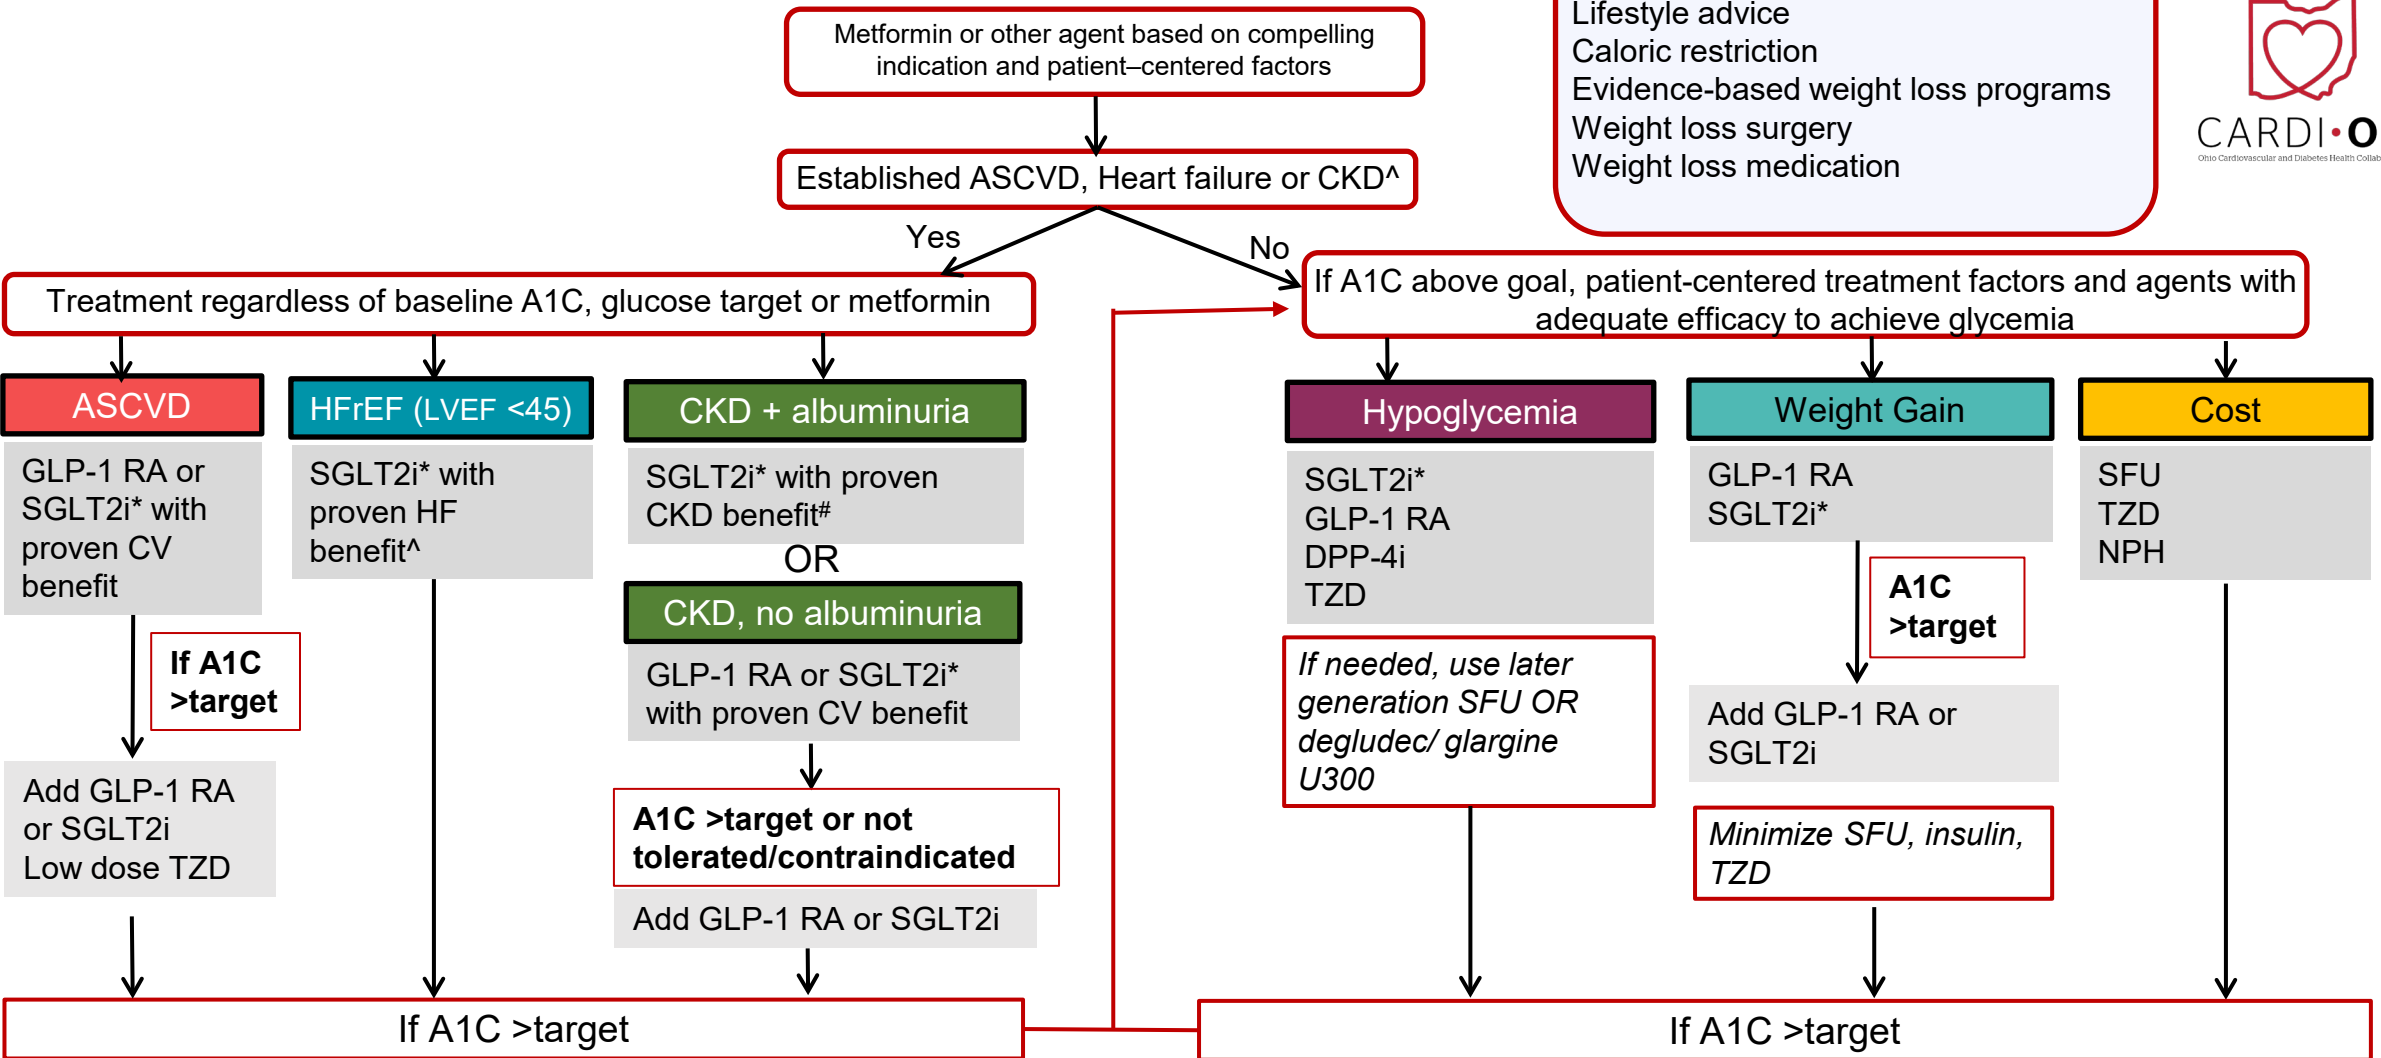 Metformin or other agent based on compelling
indication and patient–centered factors
Lifestyle advice
Caloric restriction
Evidence-based weight loss programs
Weight loss surgery
Weight loss medication
CARDI•O
Ohio Cardiovascular and Diabetes Health Collab
Established ASCVD, Heart failure or CKD^
Yes
No
Treatment regardless of baseline A1C, glucose target or metformin
If A1C above goal, patient-centered treatment factors and agents with
adequate efficacy to achieve glycemia
ASCVD
GLP-1 RA or
SGLT2i* with
proven CV
benefit
If A1C
>target
Add GLP-1 RA
or SGLT2i
Low dose TZD
HFrEF (LVEF <45)
SGLT2i* with
proven HF
benefit^
CKD + albuminuria
SGLT2i* with proven
CKD benefit#
OR
CKD, no albuminuria
GLP-1 RA or SGLT2i*
with proven CV benefit
A1C >target or not
tolerated/contraindicated
Add GLP-1 RA or SGLT2i
If A1C >target
Hypoglycemia
SGLT2i*
GLP-1 RA
DPP-4i
TZD
If needed, use later
generation SFU OR
degludec/ glargine
U300
Weight Gain
GLP-1 RA
SGLT2i*
A1C
>target
Add GLP-1 RA or
SGLT2i
Minimize SFU, insulin,
TZD
Cost
SFU
TZD
NPH
If A1C >target